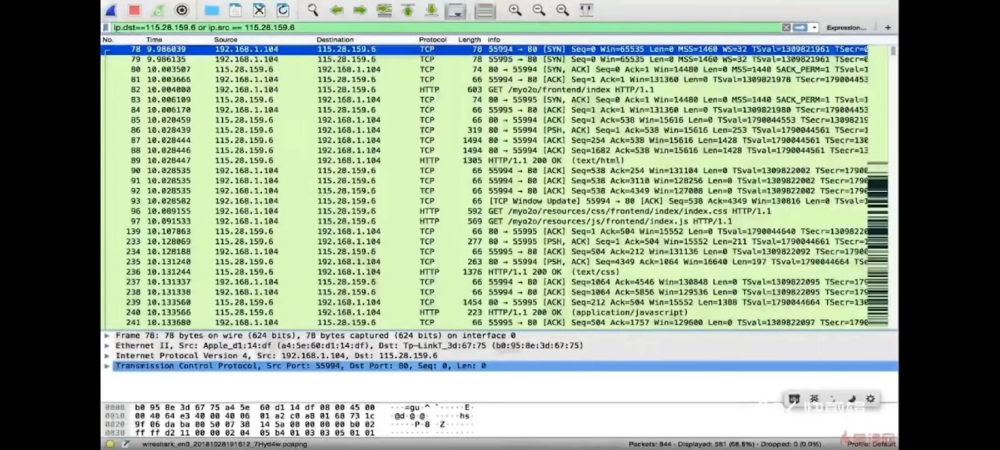 ip.dst==115.28.159.6 or ip.src == 115.28.159.6 Expression... +
No. Time Source Destination Protocol Length Info
78 9.986039 192.168.1.104 115.28.159.6 TCP 78 55994 → 80 [SYN] Seq=0 Win=65535 Len=0 MSS=1460 WS=32 TSval=1309821961 TSecr=0
79 9.986135 192.168.1.104 115.28.159.6 TCP 78 55995 → 80 [SYN] Seq=0 Win=65535 Len=0 MSS=1460 WS=32 TSval=1309821961 TSecr=0
80 10.003507 115.28.159.6 192.168.1.104 TCP 74 80 → 55994 [SYN, ACK] Seq=0 Ack=1 Win=14480 Len=0 MSS=1440 SACK_PERM=1 TSval=1
81 10.003666 192.168.1.104 115.28.159.6 TCP 66 55994 → 80 [ACK] Seq=1 Ack=1 Win=131360 Len=0 TSval=1309821978 TSecr=179004453
82 10.004000 192.168.1.104 115.28.159.6 HTTP 603 GET /myo2o/frontend/index HTTP/1.1
83 10.006109 115.28.159.6 192.168.1.104 TCP 74 80 → 55995 [SYN, ACK] Seq=0 Ack=1 Win=14480 Len=0 MSS=1440 SACK_PERM=1 TSval=1
84 10.006170 192.168.1.104 115.28.159.6 TCP 66 55995 → 80 [ACK] Seq=1 Ack=1 Win=131360 Len=0 TSval=1309821980 TSecr=179004453
85 10.020459 115.28.159.6 192.168.1.104 TCP 66 80 → 55994 [ACK] Seq=1 Ack=538 Win=15616 Len=0 TSval=1790044553 TSecr=13098219
86 10.028439 115.28.159.6 192.168.1.104 TCP 319 80 → 55994 [PSH, ACK] Seq=1 Ack=538 Win=15616 Len=253 TSval=1790044561 TSecr=1
87 10.028444 115.28.159.6 192.168.1.104 TCP 1494 80 → 55994 [ACK] Seq=254 Ack=538 Win=15616 Len=1428 TSval=1790044561 TSecr=130
88 10.028446 115.28.159.6 192.168.1.104 TCP 1494 80 → 55994 [ACK] Seq=1682 Ack=538 Win=15616 Len=1428 TSval=1790044561 TSecr=13
89 10.028447 115.28.159.6 192.168.1.104 HTTP 1305 HTTP/1.1 200 OK (text/html)
90 10.028535 192.168.1.104 115.28.159.6 TCP 66 55994 → 80 [ACK] Seq=538 Ack=254 Win=131104 Len=0 TSval=1309822002 TSecr=17900
91 10.028535 192.168.1.104 115.28.159.6 TCP 66 55994 → 80 [ACK] Seq=538 Ack=3110 Win=128256 Len=0 TSval=1309822002 TSecr=1790
92 10.028535 192.168.1.104 115.28.159.6 TCP 66 55994 → 80 [ACK] Seq=538 Ack=4349 Win=127008 Len=0 TSval=1309822002 TSecr=1790
93 10.028582 192.168.1.104 115.28.159.6 TCP 66 [TCP Window Update] 55994 → 80 [ACK] Seq=538 Ack=4349 Win=130816 Len=0 TSval=1
96 10.089155 192.168.1.104 115.28.159.6 HTTP 592 GET /myo2o/resources/css/frontend/index/index.css HTTP/1.1
97 10.091533 192.168.1.104 115.28.159.6 HTTP 569 GET /myo2o/resources/js/frontend/index.js HTTP/1.1
139 10.107863 115.28.159.6 192.168.1.104 TCP 66 80 → 55995 [ACK] Seq=1 Ack=504 Win=15552 Len=0 TSval=1790044640 TSecr=13098220
233 10.128069 115.28.159.6 192.168.1.104 TCP 277 80 → 55995 [PSH, ACK] Seq=1 Ack=504 Win=15552 Len=211 TSval=1790044661 TSecr=1
234 10.128188 192.168.1.104 115.28.159.6 TCP 66 55995 → 80 [ACK] Seq=504 Ack=212 Win=131136 Len=0 TSval=1309822092 TSecr=17900
235 10.131240 115.28.159.6 192.168.1.104 TCP 263 80 → 55994 [PSH, ACK] Seq=4349 Ack=1064 Win=16640 Len=197 TSval=1790044664 TSe
236 10.131244 115.28.159.6 192.168.1.104 HTTP 1376 HTTP/1.1 200 OK (text/css)
237 10.131337 192.168.1.104 115.28.159.6 TCP 66 55994 → 80 [ACK] Seq=1064 Ack=4546 Win=130848 Len=0 TSval=1309822095 TSecr=179
238 10.131338 192.168.1.104 115.28.159.6 TCP 66 55994 → 80 [ACK] Seq=1064 Ack=5856 Win=129536 Len=0 TSval=1309822095 TSecr=179
239 10.133560 115.28.159.6 192.168.1.104 TCP 1454 80 → 55995 [ACK] Seq=212 Ack=504 Win=15552 Len=1388 TSval=1790044664 TSecr=130
240 10.133566 115.28.159.6 192.168.1.104 HTTP 223 HTTP/1.1 200 OK (application/javascript)
241 10.133680 192.168.1.104 115.28.159.6 TCP 66 55995 → 80 [ACK] Seq=504 Ack=1757 Win=129600 Len=0 TSval=1309822097 TSecr=1790
Frame 78: 78 bytes on wire (624 bits), 78 bytes captured (624 bits) on interface 0
Ethernet II, Src: Apple_d1:14:df (a4:5e:60:d1:14:df), Dst: Tp-LinkT_3d:67:75 (b0:95:8e:3d:67:75)
Internet Protocol Version 4, Src: 192.168.1.104, Dst: 115.28.159.6
Transmission Control Protocol, Src Port: 55994, Dst Port: 80, Seq: 0, Len: 0
英
0000 b0 95 8e 3d 67 75 a4 5e 60 d1 14 df 08 00 45 00 ···=gu·^ `·····E·
0010 00 40 64 e3 40 00 40 06 01 a2 c0 a8 01 68 73 1c ·@d·@·@· ·····hs·
0020 9f 06 da ba 00 50 07 38 14 5a 00 00 00 00 b0 02 ·····P·8 ·Z······
0030 ff ff d2 11 00 00 02 04 05 b4 01 03 03 05 01 01
wireshark_en0_20181028191612_7Hyd4w.pcapng Packets: 844 · Displayed: 581 (68.8%) · Dropped: 0 (0.0%) Profile: Default